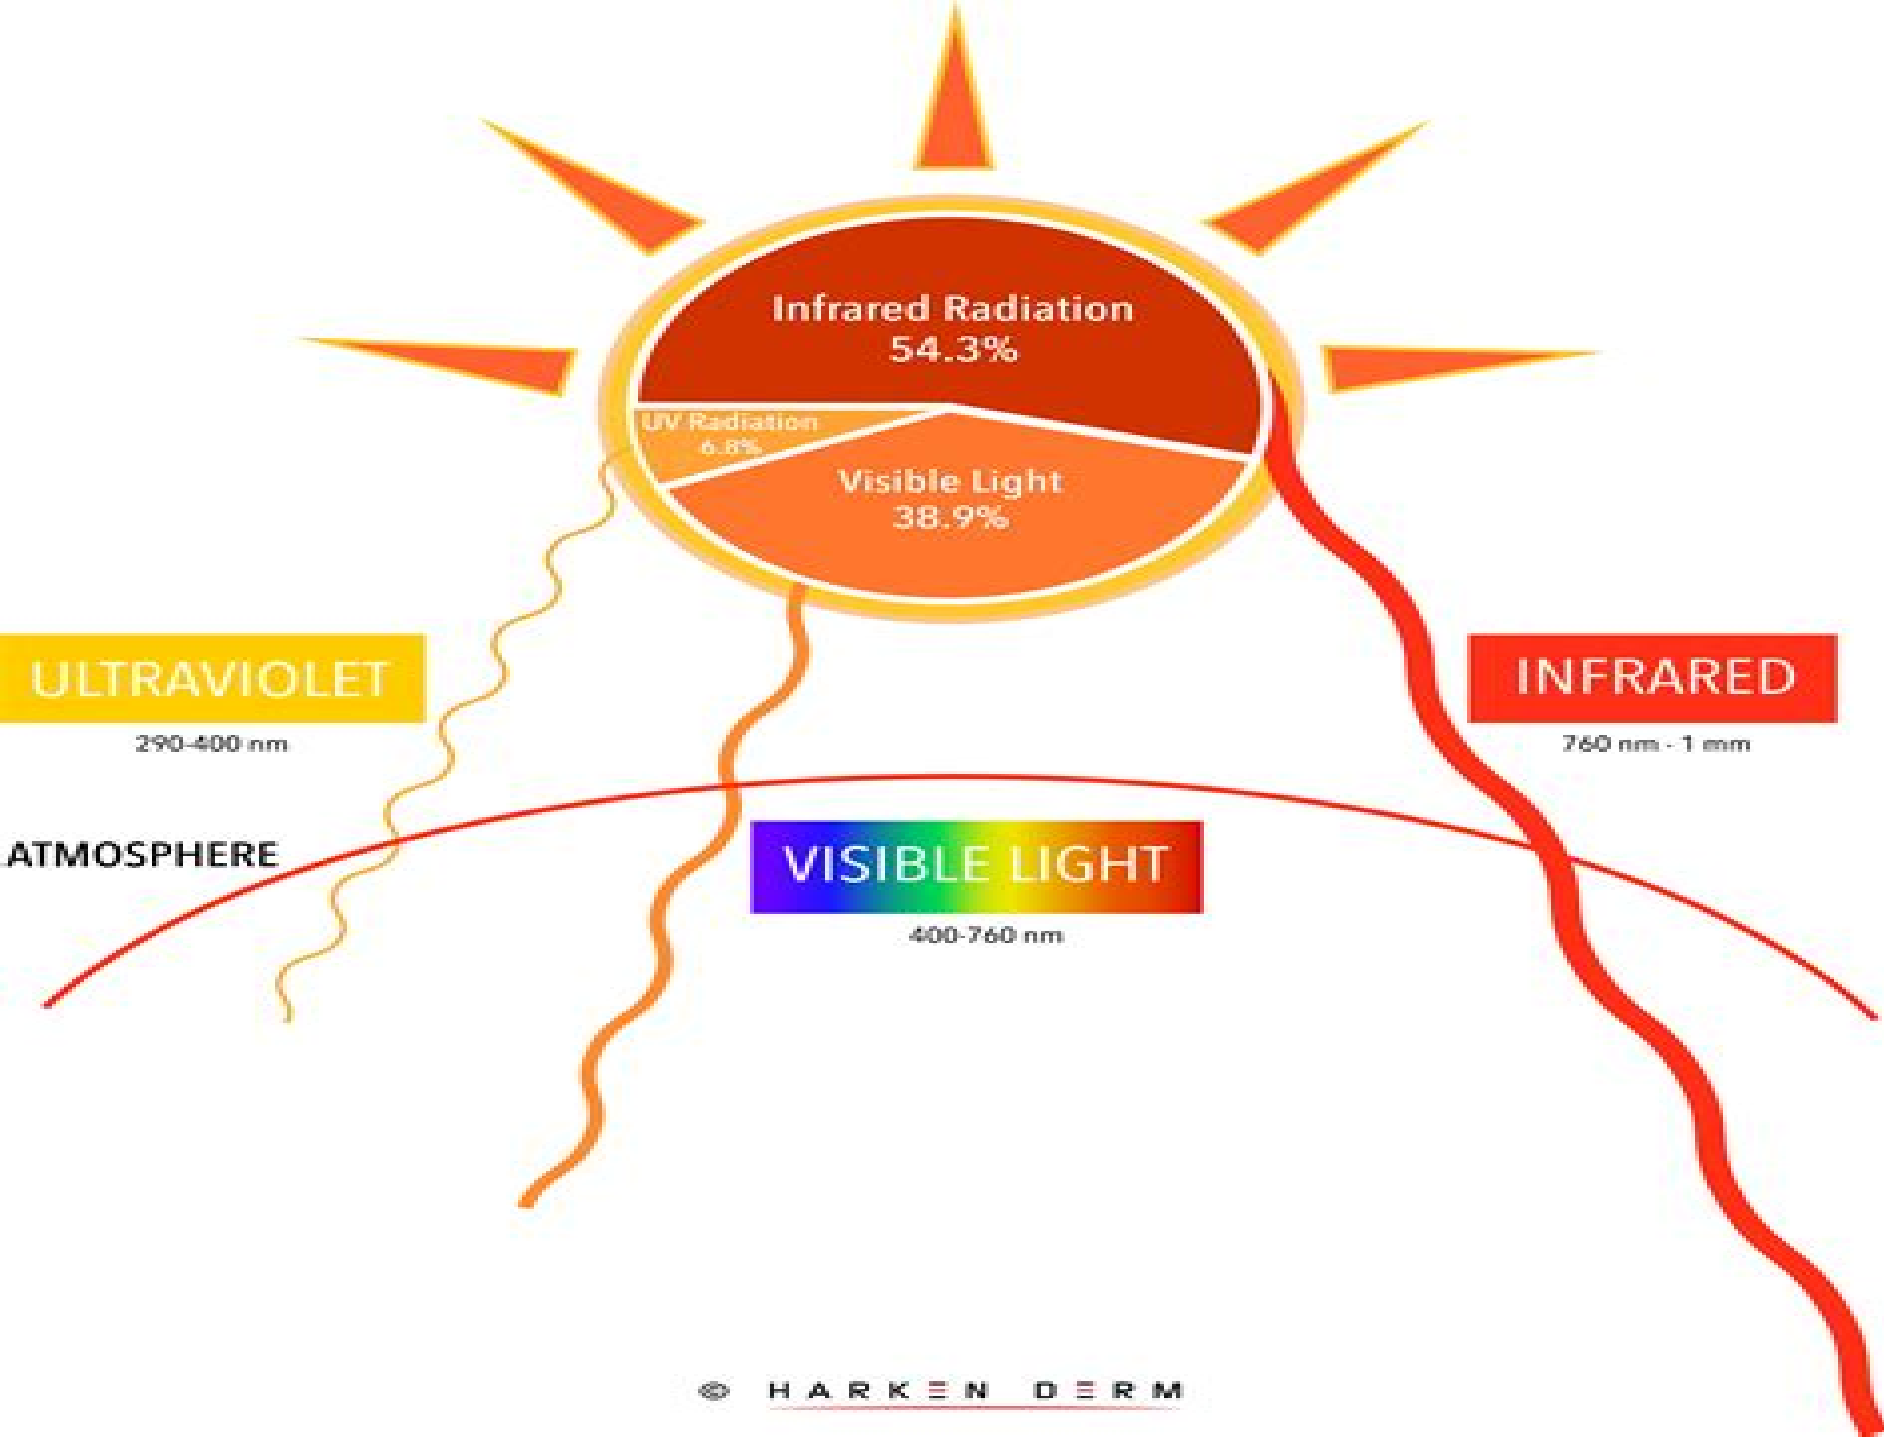 Infrared Radiation
54.3%
UV Radiation
6.8%
Visible Light
38.9%
ULTRAVIOLET
290-400 nm
INFRARED
760 nm - 1 mm
ATMOSPHERE
VISIBLE LIGHT
400-760 nm
© HARKEN DERM